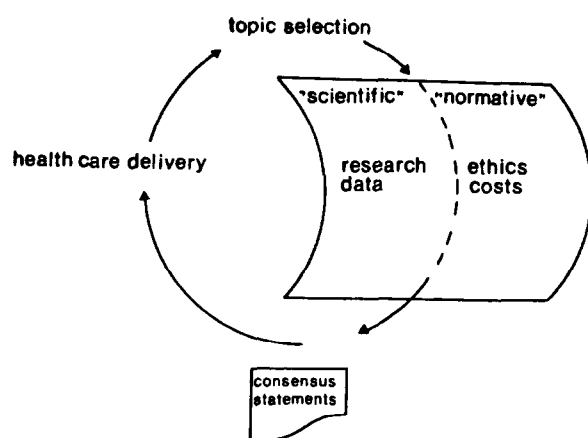 topic selection
"scientific" "normative"
health care delivery
research ethics
data costs
consensus
statements